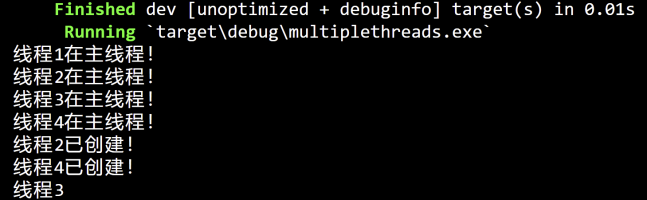 Finished dev [unoptimized + debuginfo] target(s) in 0.01s
Running `target\debug\multiplethreads.exe`
线程1在主线程!
线程2在主线程!
线程3在主线程!
线程4在主线程!
线程2已创建!
线程4已创建!
线程3